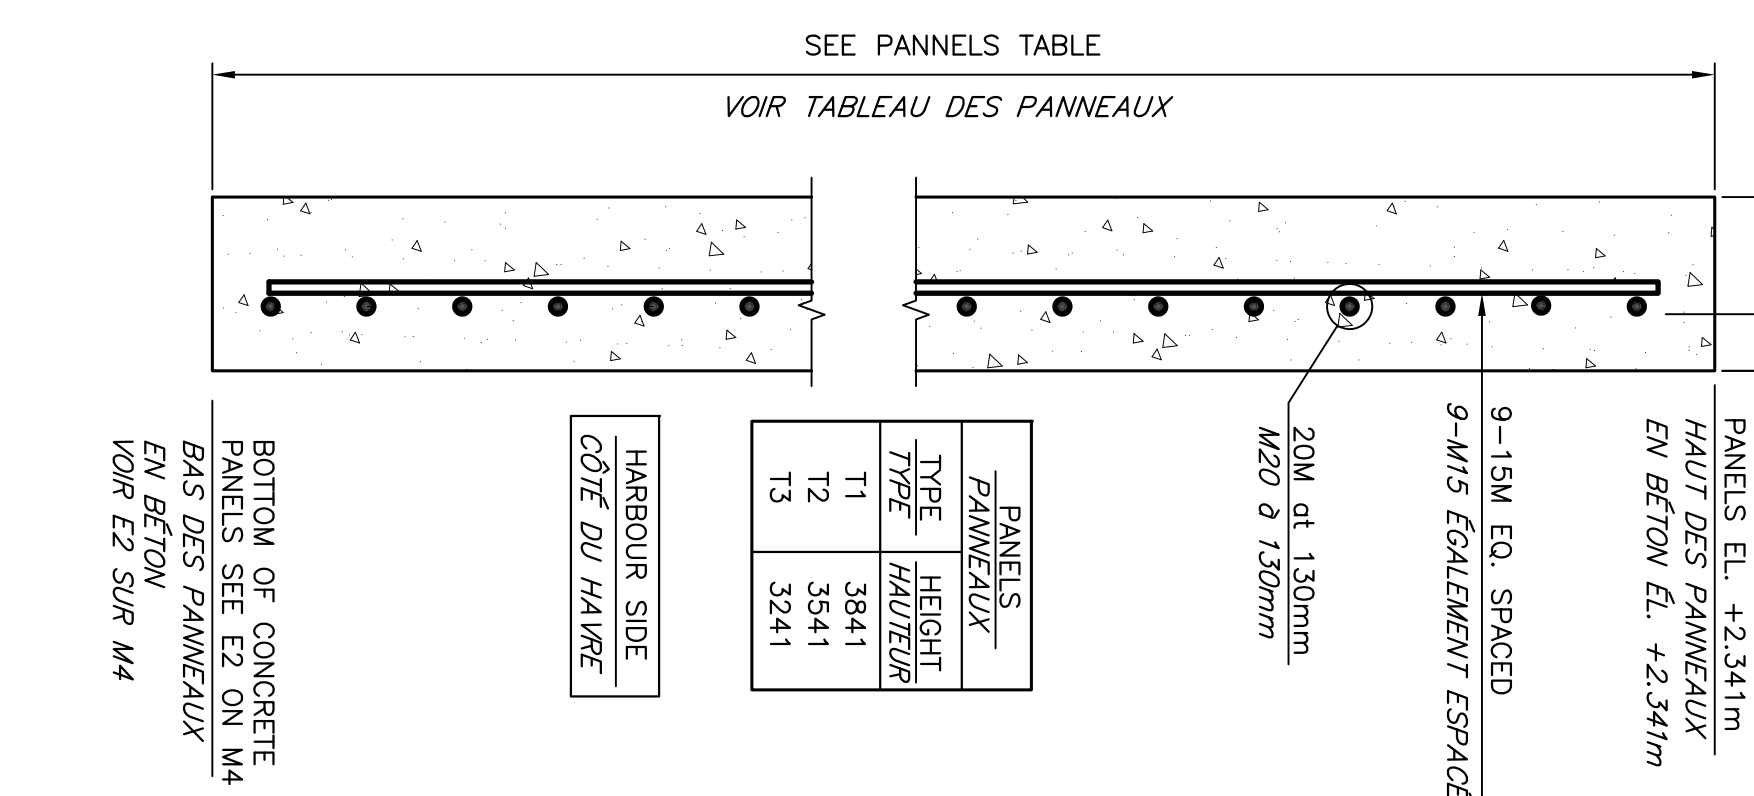 SEE PANNELS TABLE
VOIR TABLEAU DES PANNEAUX
PANELS EL. +2.341m
HAUT DES PANNEAUX
EN BÉTON ÉL. +2.341m
9-15M EQ. SPACED
9-M15 ÉGALEMENT ESPACÉ
20M at 130mm
M20 à 130mm
PANELS
PANNEAUX
TYPE HEIGHT
TYPE HAUTEUR
T1 3841
T2 3541
T3 3241
HARBOUR SIDE
CÔTÉ DU HAVRE
BOTTOM OF CONCRETE
PANELS SEE E2 ON M4
BAS DES PANNEAUX
EN BÉTON
VOIR E2 SUR M4